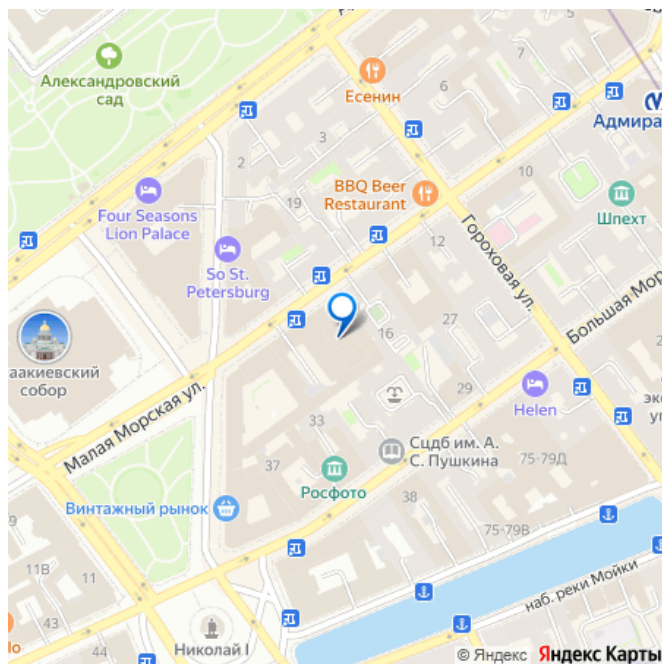 5
Александровский
сад
Есенин
6
7
Адмира
3
2
10
BBQ Beer
Restaurant
Four Seasons
Lion Palace
19
Шпехт
12
Гороховая ул.
So St.
Petersburg
Большая Мор
27
16
аакиевский
собор
29
Helen
эк
у
Малая Морская ул.
33
Сцдб им. А.
С. Пушкина
37
75-79Д
Росфото
38
Винтажный рынок
75-79В
9
11В
11
наб. реки Мойки
43
44
Николай I
© Яндекс Яндекс Карты